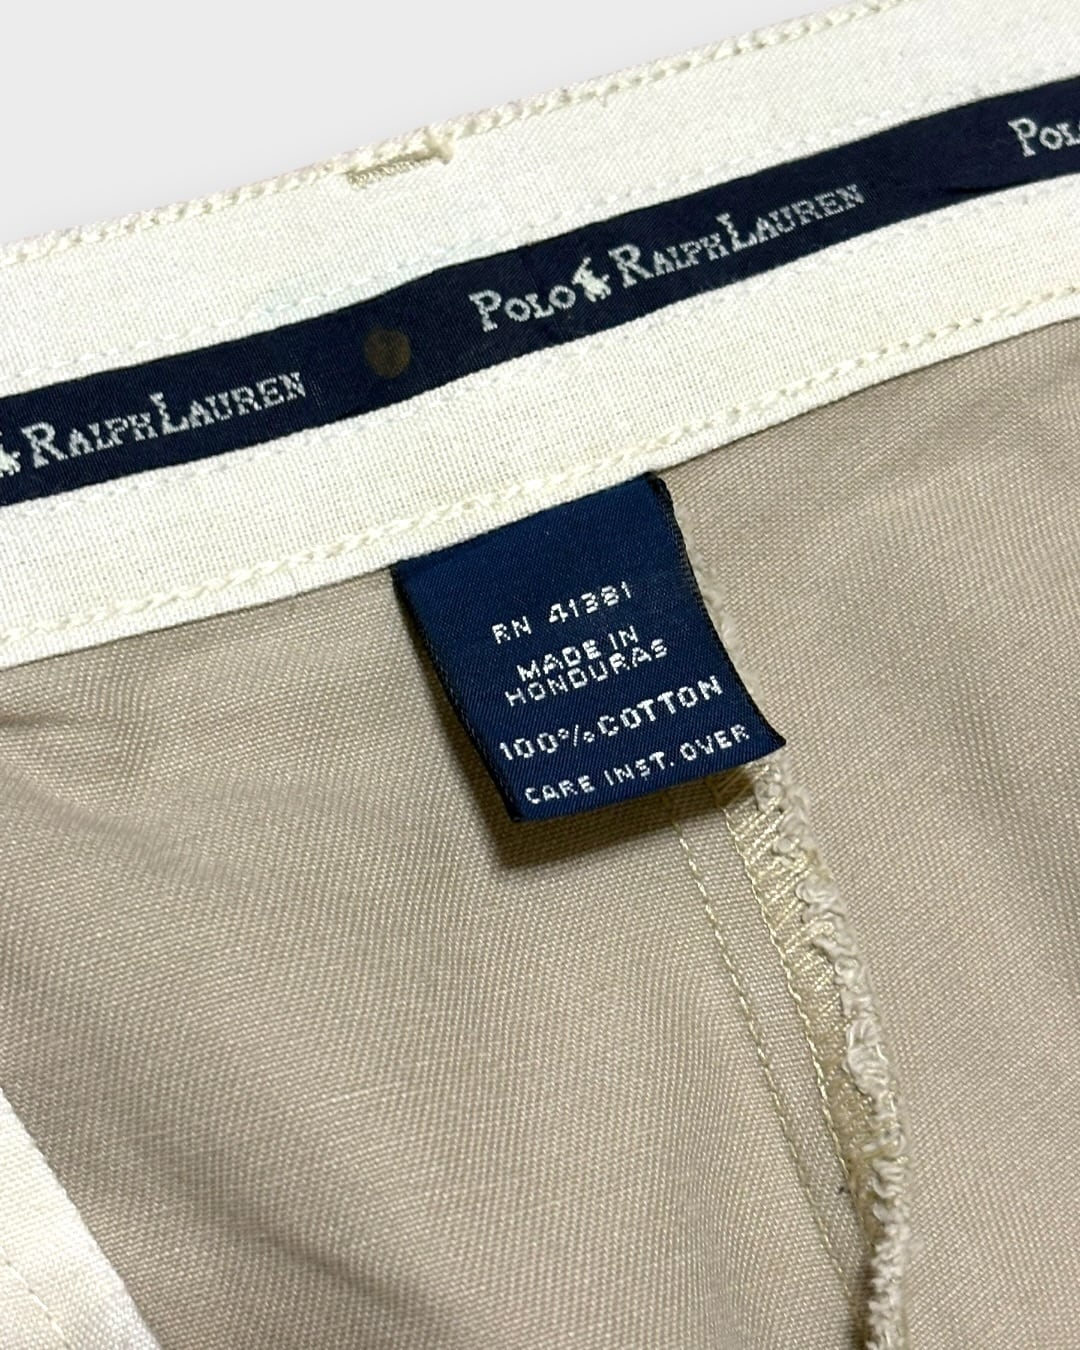 POLO
POLO RALPH LAUREN
RALPH LAUREN
RN 41381
MADE IN
HONDURAS
100% COTTON
CARE INST. OVER